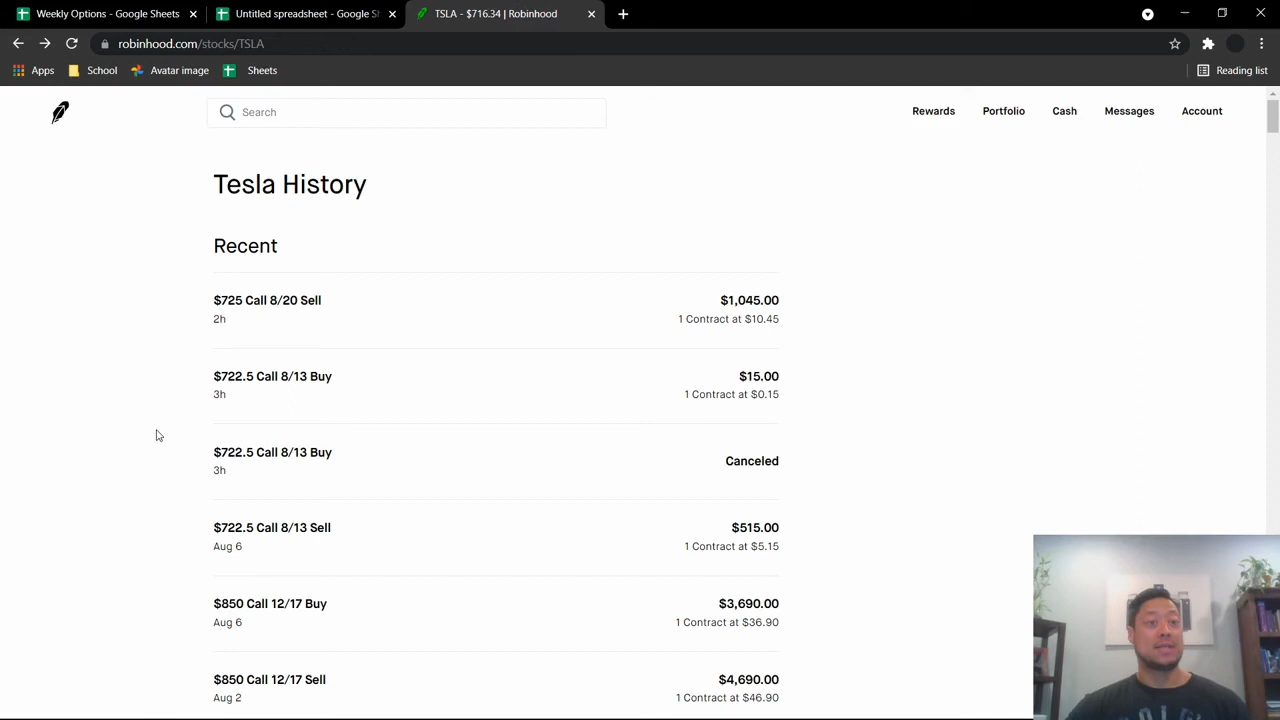 Weekly Options - Google Sheets
Untitled spreadsheet - Google Sh
TSLA - $716.34 | Robinhood
robinhood.com/stocks/TSLA
Apps
School
Avatar image
Sheets
Reading list
Search
Rewards
Portfolio
Cash
Messages
Account
Tesla History
Recent
$725 Call 8/20 Sell
$1,045.00
2h
1 Contract at $10.45
$722.5 Call 8/13 Buy
$15.00
3h
1 Contract at $0.15
$722.5 Call 8/13 Buy
Canceled
3h
$722.5 Call 8/13 Sell
$515.00
Aug 6
1 Contract at $5.15
$850 Call 12/17 Buy
$3,690.00
Aug 6
1 Contract at $36.90
$850 Call 12/17 Sell
$4,690.00
Aug 2
1 Contract at $46.90